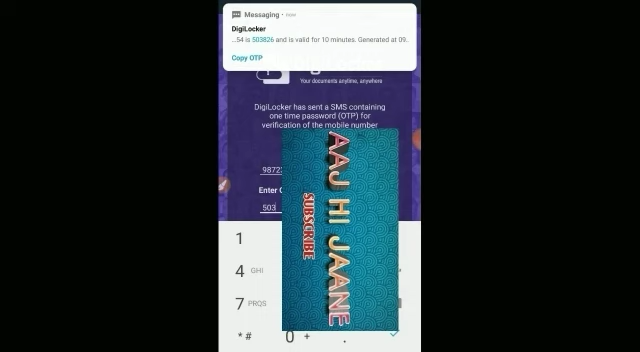 Messaging • now
DigiLocker
...54 is 503826 and is valid for 10 minutes. Generated at 09..
Copy OTP
Your documents anytime, anywhere
DigiLocker has sent a SMS containing
one time password (OTP) for
verification of the mobile number
9872
Enter
503
AAJ HI JAANE
SUBSCRIBE
1
4 GHI
7 PRQS
* # 0 + .